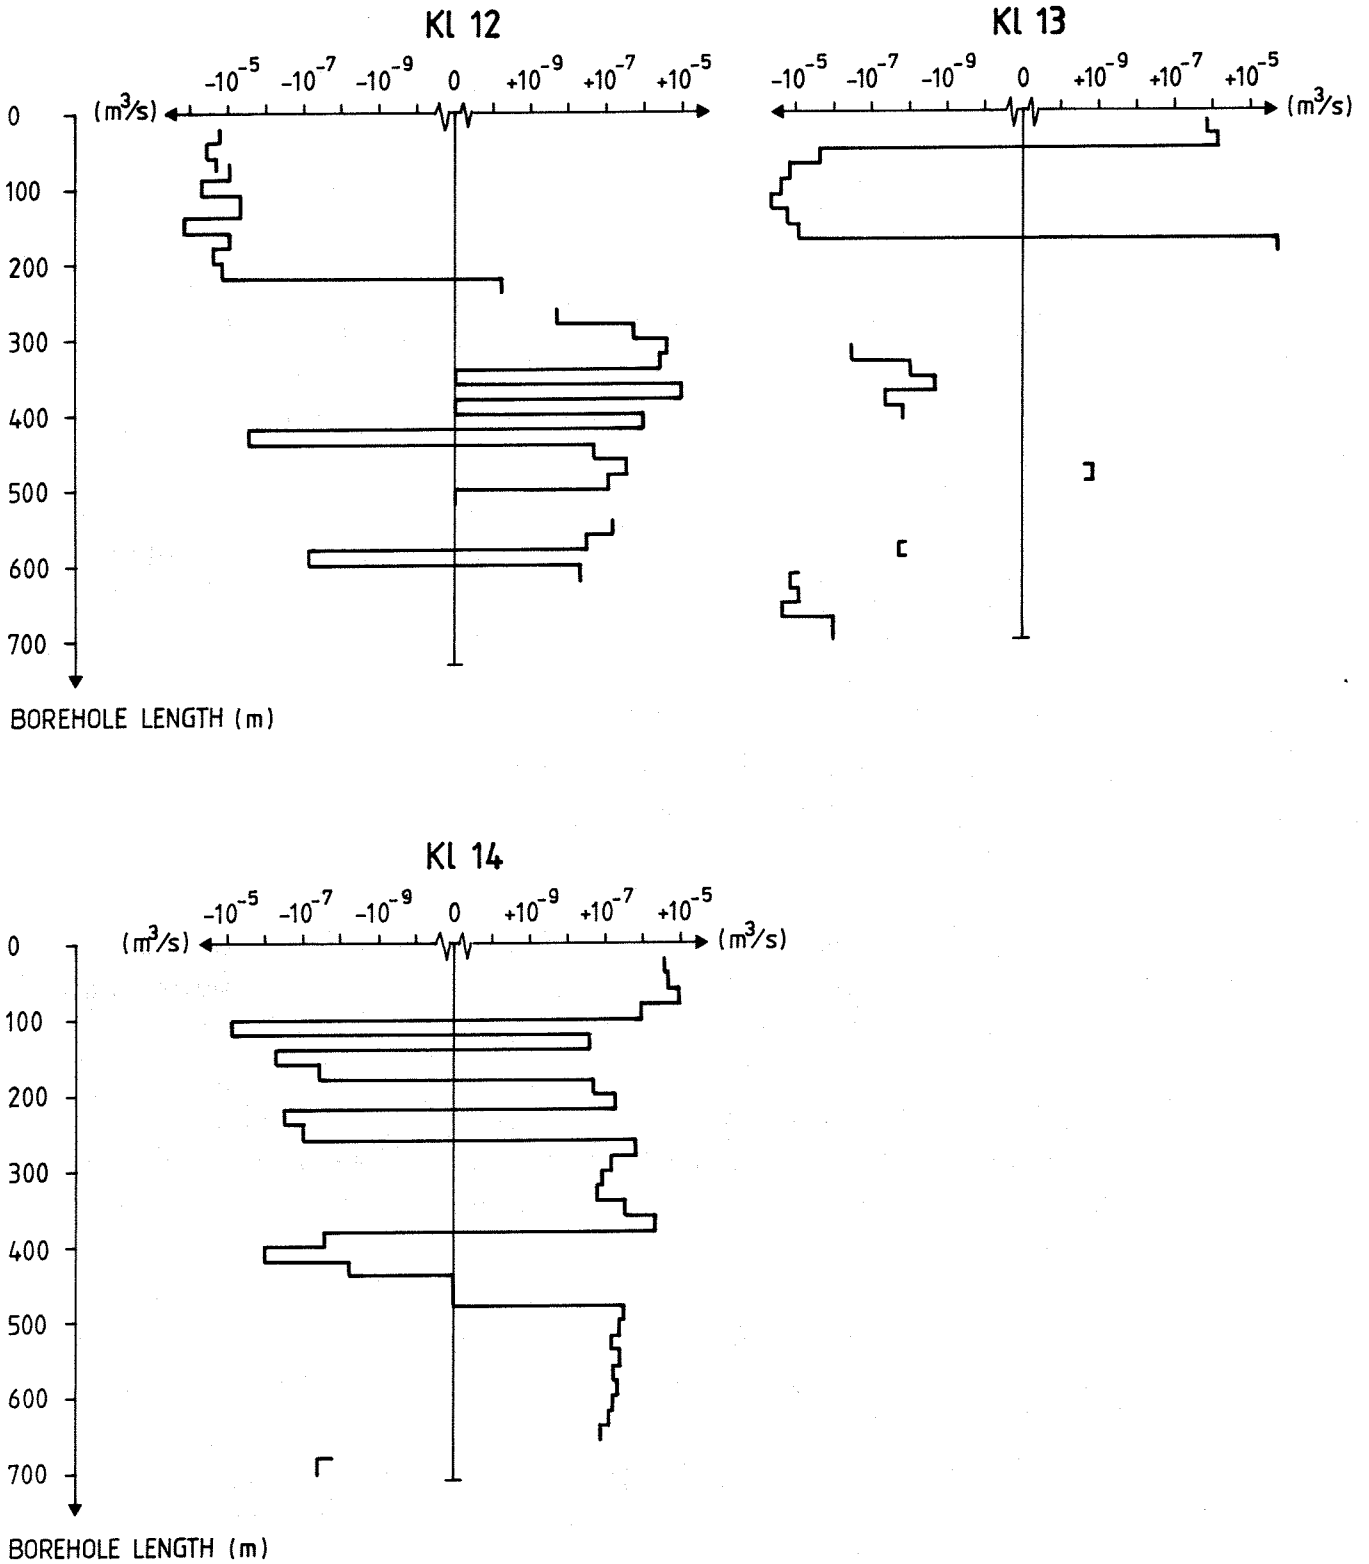 Kl 12
Kl 13
-10⁻⁵ -10⁻⁷ -10⁻⁹ 0 +10⁻⁹ +10⁻⁷ +10⁻⁵
-10⁻⁵ -10⁻⁷ -10⁻⁹ 0 +10⁻⁹ +10⁻⁷ +10⁻⁵
(m³/s)
(m³/s)
0
100
200
300
400
500
600
700
BOREHOLE LENGTH (m)
Kl 14
-10⁻⁵ -10⁻⁷ -10⁻⁹ 0 +10⁻⁹ +10⁻⁷ +10⁻⁵
(m³/s)
(m³/s)
0
100
200
300
400
500
600
700
BOREHOLE LENGTH (m)